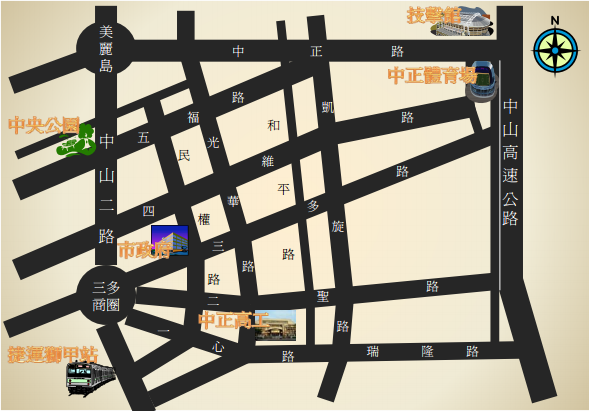 技擊館
N
美麗島
中正路
中正體育場
中央公園
中山二路
中山高速公路
五福路
民權路
光華路
和平路
凱旋路
四維路
三多路
市政府
三多
商圈
二聖路
中正高工
一心路
瑞隆路
捷運獅甲站